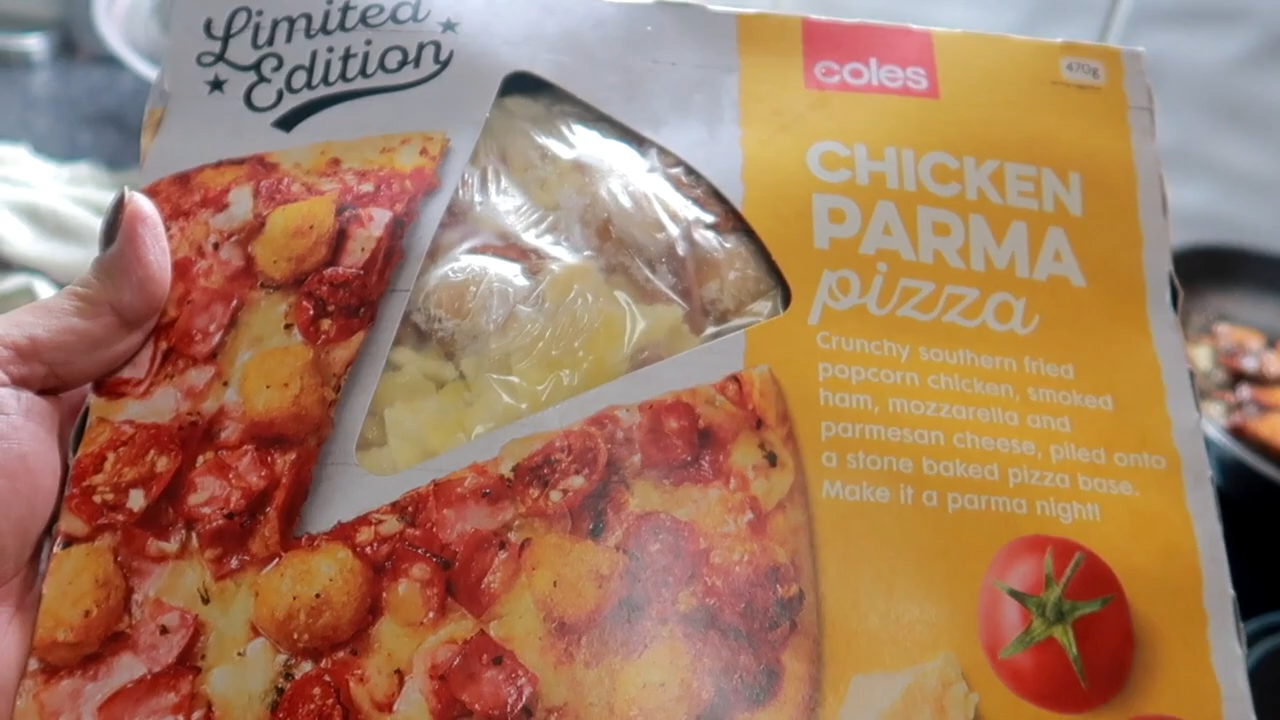 Limited
Edition
coles
470g
CHICKEN
PARMA
pizza
Crunchy southern fried
popcorn chicken, smoked
ham, mozzarella and
parmesan cheese, piled onto
a stone baked pizza base.
Make it a parma night!